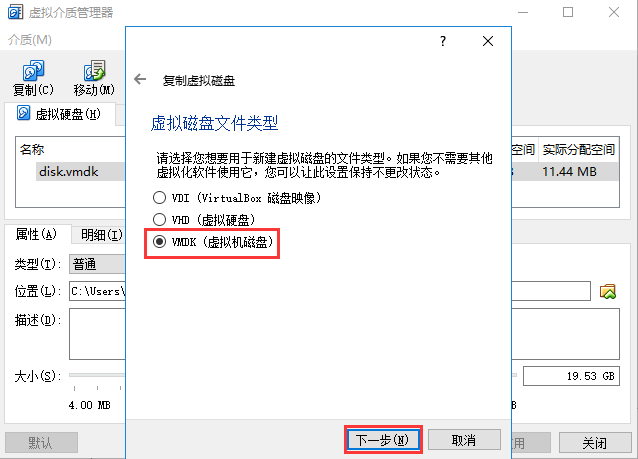 虚拟介质管理器
介质(M)
复制(C) 移动(M)
虚拟硬盘(H)
名称
空间 实际分配空间
disk.vmdk
11.44 MB
属性(A) 明细(I)
类型(T): 普通
位置(L): C:\Users\
描述(D):
大小(S):
19.53 GB
4.00 MB
B
默认
用 关闭
?
复制虚拟磁盘
虚拟磁盘文件类型
请选择您想要用于新建虚拟磁盘的文件类型。如果您不需要其他
虚拟化软件使用它，您可以让此设置保持不更改状态。
VDI (VirtualBox 磁盘映像)
VHD (虚拟硬盘)
VMDK (虚拟机磁盘)
下一步(N) 取消